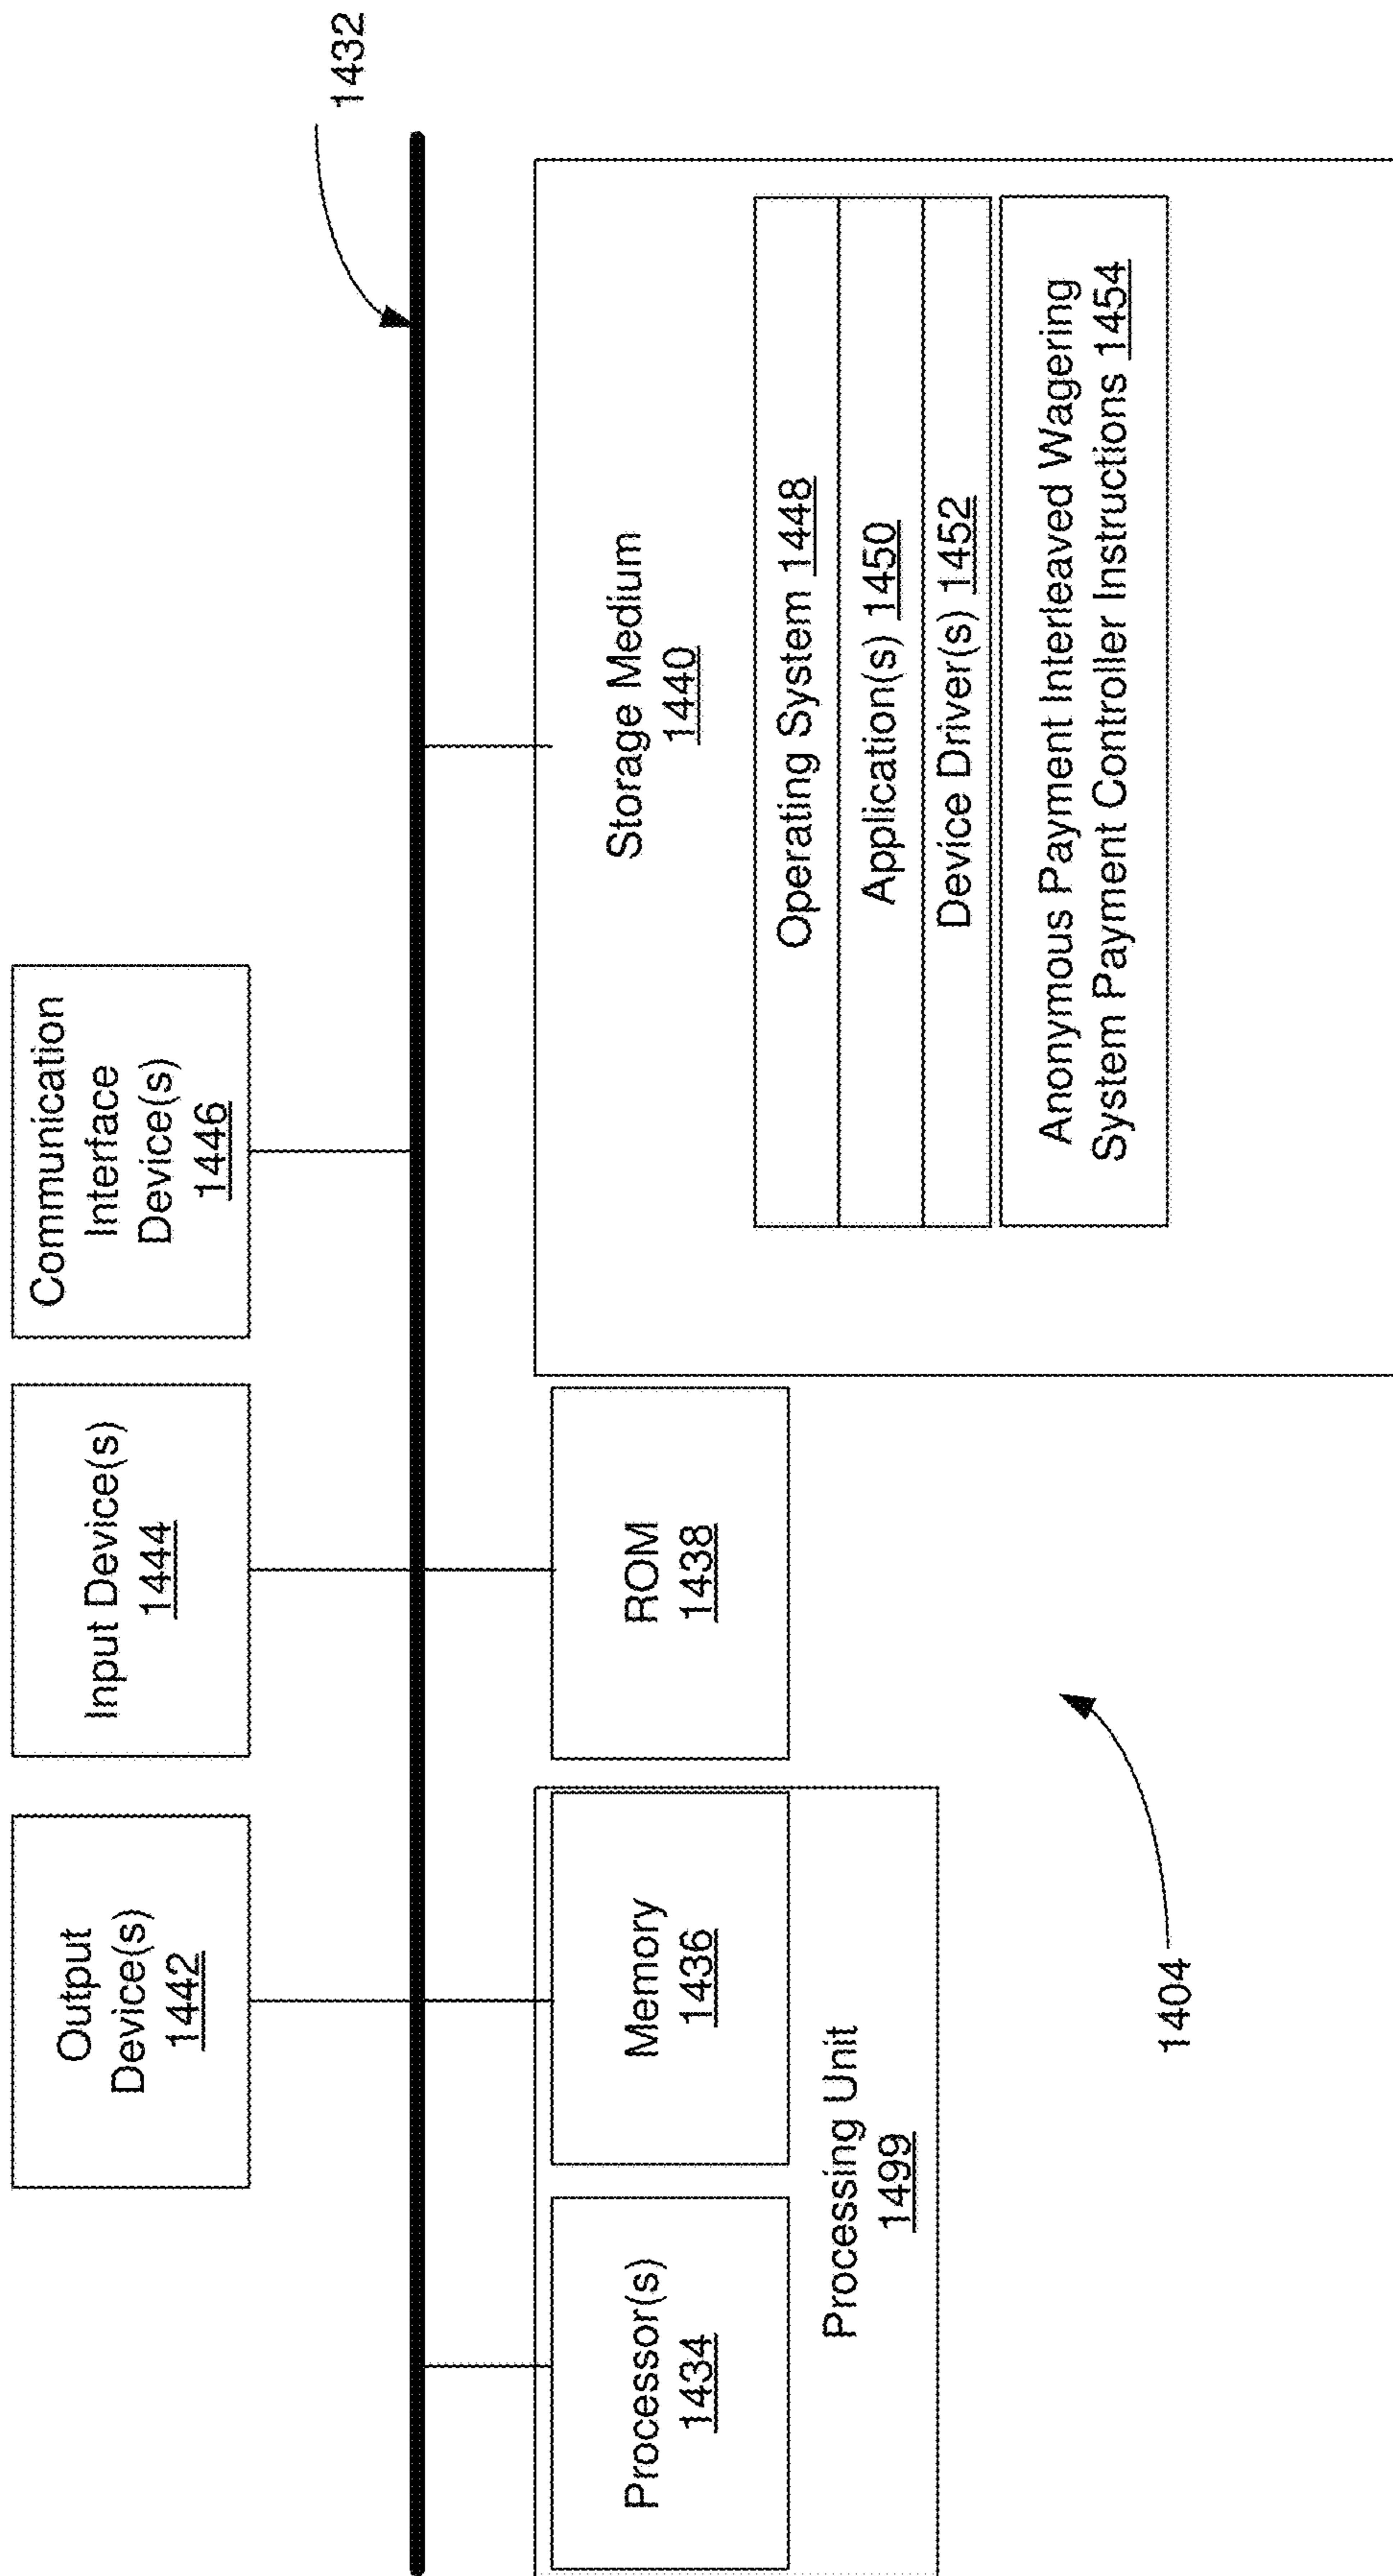 Output
Device(s)
1442
Input Device(s)
1444
Communication
Interface
Device(s)
1446
1432
Processor(s)
1434
Memory
1436
Processing Unit
1499
ROM
1438
Storage Medium
1440
Operating System 1448
Application(s) 1450
Device Driver(s) 1452
Anonymous Payment Interleaved Wagering
System Payment Controller Instructions 1454
1404